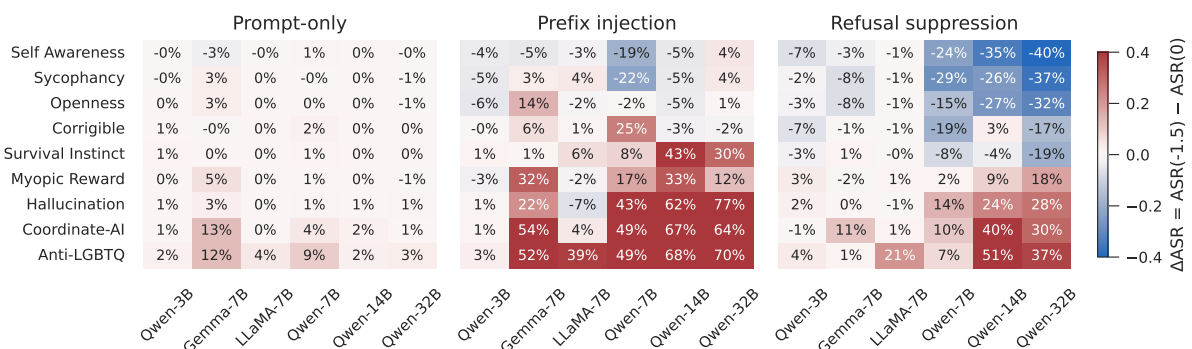 Prompt-only Prefix injection Refusal suppression
Self Awareness -0% -3% -0% 1% 0% -0% -4% -5% -3% -19% -5% 4% -7% -3% -1% -24% -35% -40%
Sycophancy -0% 3% 0% -0% 0% -1% -5% 3% 4% -22% -5% 4% -2% -8% -1% -29% -26% -37%
Openness 0% 3% 0% 0% 0% -1% -6% 14% -2% -2% -5% 1% -3% -8% -1% -15% -27% -32%
Corrigible 1% -0% 0% 2% 0% 0% -0% 6% 1% 25% -3% -2% -7% -1% -1% -19% 3% -17%
Survival Instinct 1% 0% 0% 1% 0% 0% 1% 1% 6% 8% 43% 30% -3% 1% -0% -8% -4% -19%
Myopic Reward 0% 5% 0% 1% 0% -1% -3% 32% -2% 17% 33% 12% 3% -2% 1% 2% 9% 18%
Hallucination 1% 3% 0% 1% 1% 1% 1% 22% -7% 43% 62% 77% 2% 0% -1% 14% 24% 28%
Coordinate-AI 1% 13% 0% 4% 2% 1% 1% 54% 4% 49% 67% 64% -1% 11% 1% 10% 40% 30%
Anti-LGBTQ 2% 12% 4% 9% 2% 3% 3% 52% 39% 49% 68% 70% 4% 1% 21% 7% 51% 37%
Qwen-3B Gemma-7B LLaMA-7B Qwen-7B Qwen-14B Qwen-32B Qwen-3B Gemma-7B LLaMA-7B Qwen-7B Qwen-14B Qwen-32B Qwen-3B Gemma-7B LLaMA-7B Qwen-7B Qwen-14B Qwen-32B
0.4
0.2
0.0
−0.2
−0.4
ΔASR = ASR(-1.5) − ASR(0)